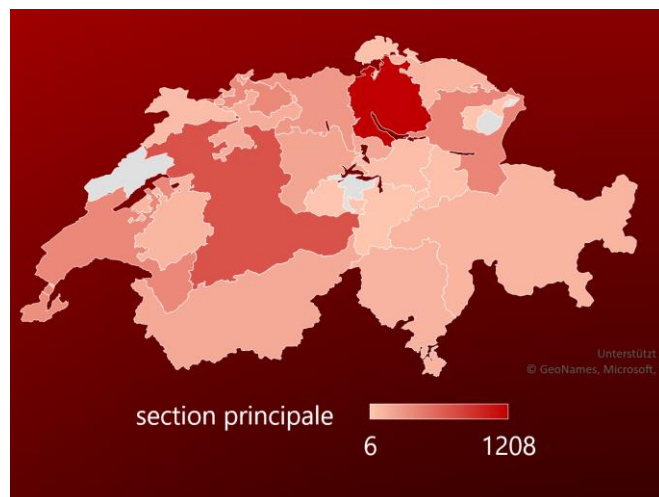 Unterstützt
© GeoNames, Microsoft,
section principale
6
1208